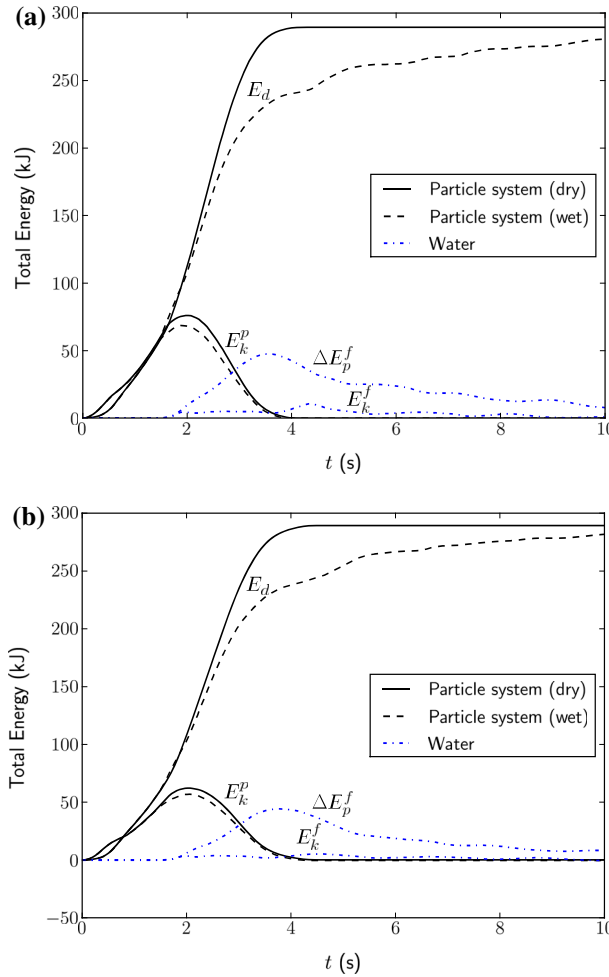 (a)
300
250
200
150
100
50
0
Total Energy (kJ)
E_d
Particle system (dry)
Particle system (wet)
Water
E_k^p
ΔE_p^f
E_k^f
0 2 4 6 8 10
t (s)
(b)
300
250
200
150
100
50
0
−50
Total Energy (kJ)
E_d
Particle system (dry)
Particle system (wet)
Water
E_k^p
ΔE_p^f
E_k^f
0 2 4 6 8 10
t (s)